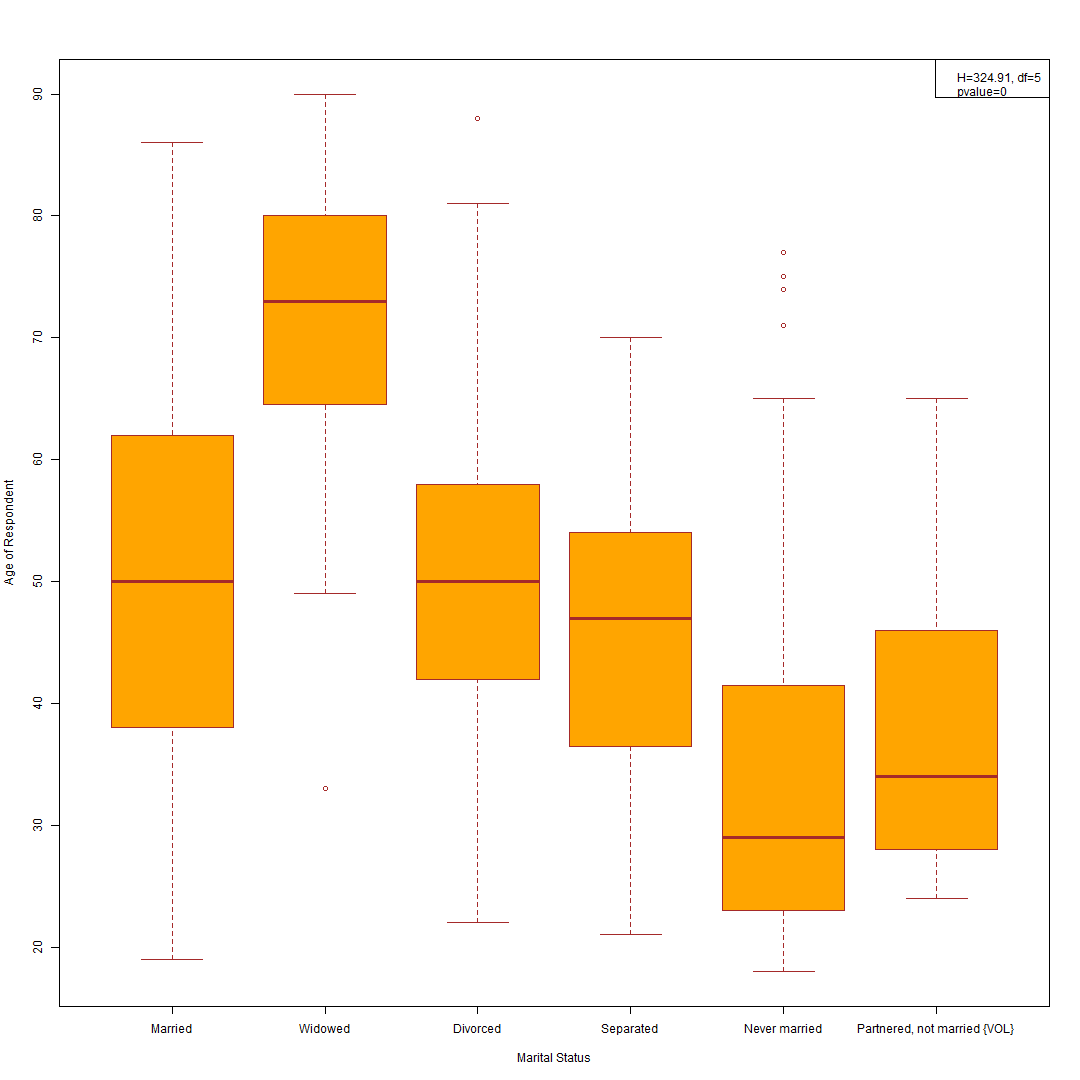 H=324.91, df=5
pvalue=0
90
80
70
60
50
40
30
20
Age of Respondent
Married
Widowed
Divorced
Separated
Never married
Partnered, not married {VOL}
Marital Status